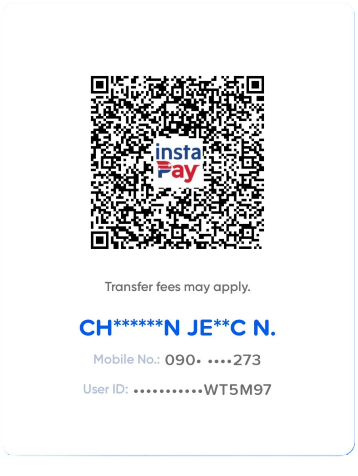 insta
Pay
Transfer fees may apply.
CH******N JE**C N.
Mobile No.: 090• ••••273
User ID: •••••••••••WT5M97